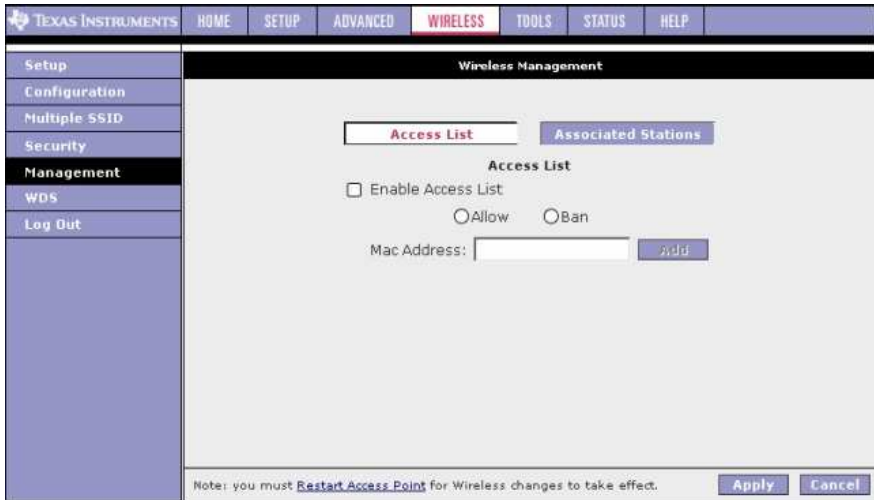 TEXAS INSTRUMENTS HOME SETUP ADVANCED WIRELESS TOOLS STATUS HELP
Setup
Configuration
Multiple SSID
Security
Management
WDS
Log Out
Wireless Management
Access List Associated Stations
Access List
Enable Access List
Allow Ban
Mac Address: Add
Note: you must Restart Access Point for Wireless changes to take effect. Apply Cancel